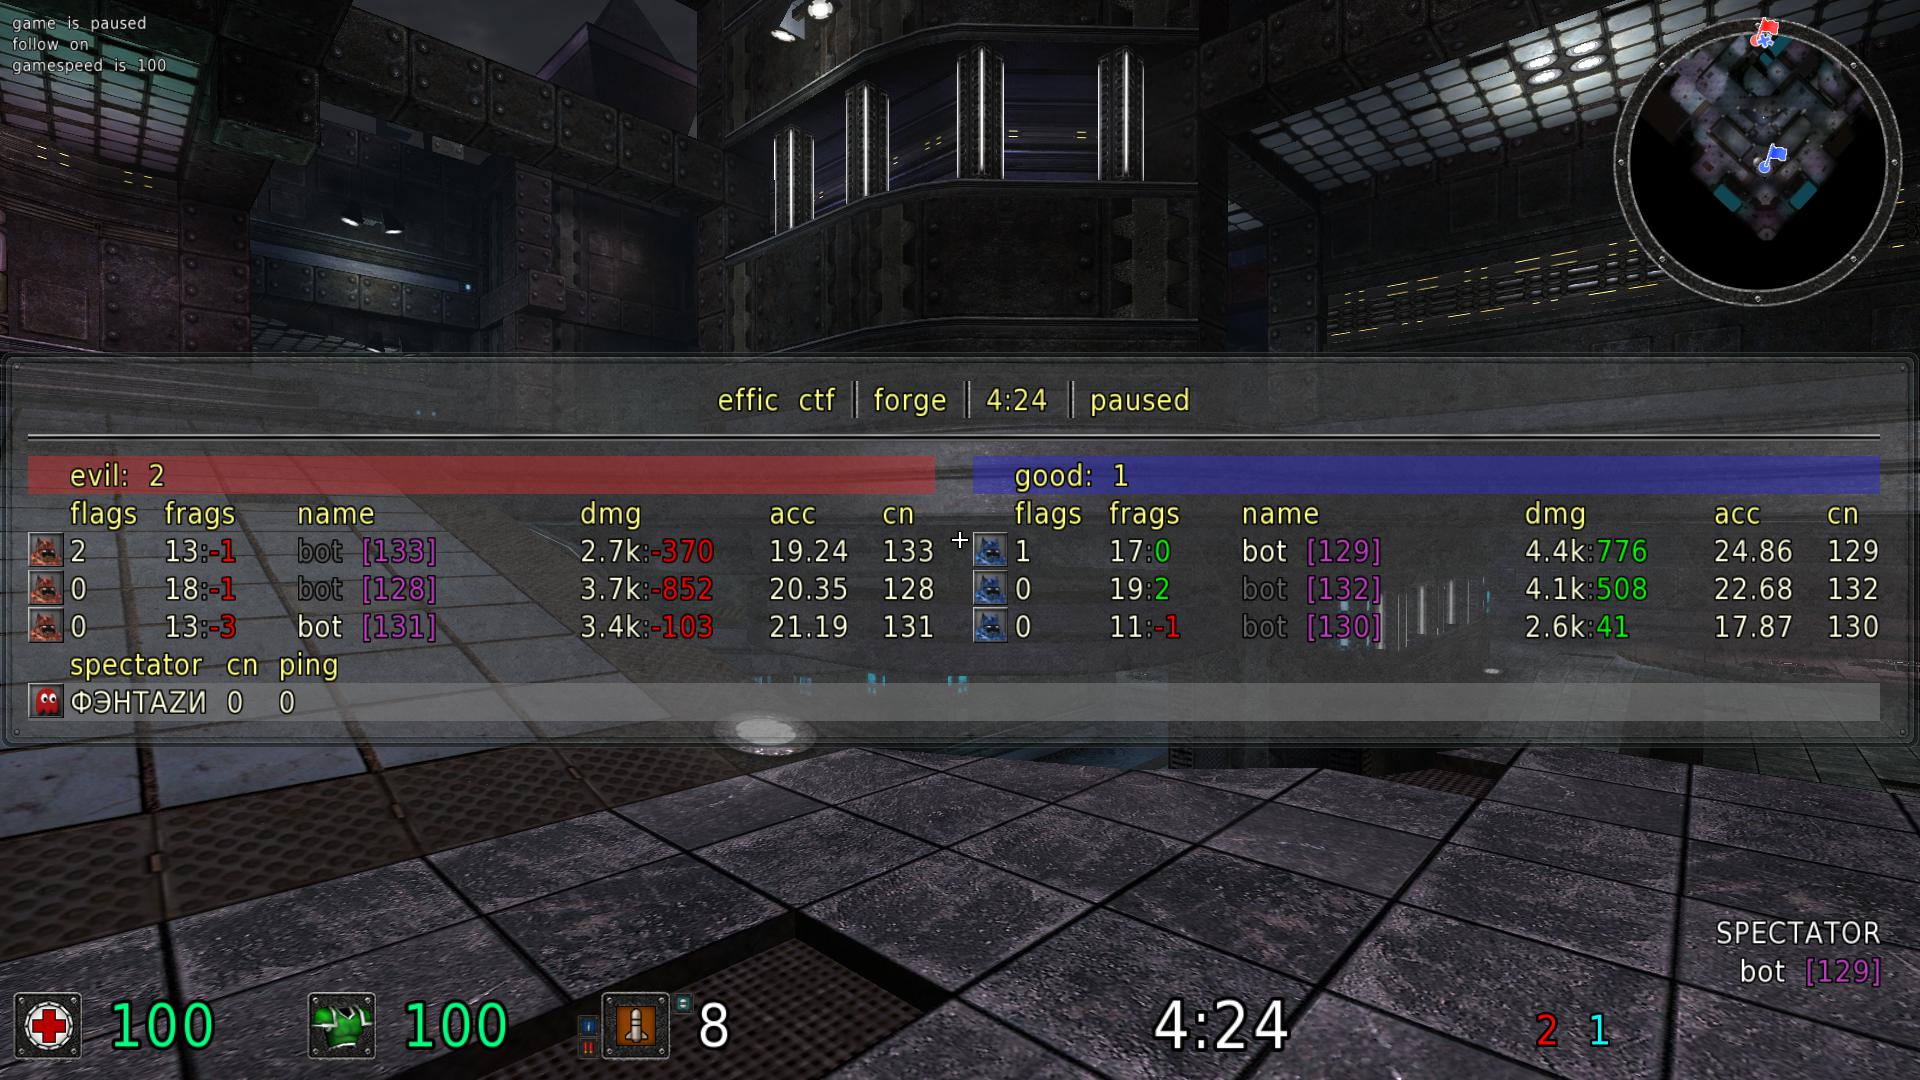 game is paused
follow on
gamespeed is 100
effic ctf | forge | 4:24 | paused
evil: 2 good: 1
flags frags name dmg acc cn flags frags name dmg acc cn
2 13:-1 bot [133] 2.7k:-370 19.24 133 1 17:0 bot [129] 4.4k:776 24.86 129
0 18:-1 bot [128] 3.7k:-852 20.35 128 0 19:2 bot [132] 4.1k:508 22.68 132
0 13:-3 bot [131] 3.4k:-103 21.19 131 0 11:-1 bot [130] 2.6k:41 17.87 130
spectator cn ping
ФЭНТАZИ 0 0
SPECTATOR
bot [129]
100 100 8 4:24 2 1